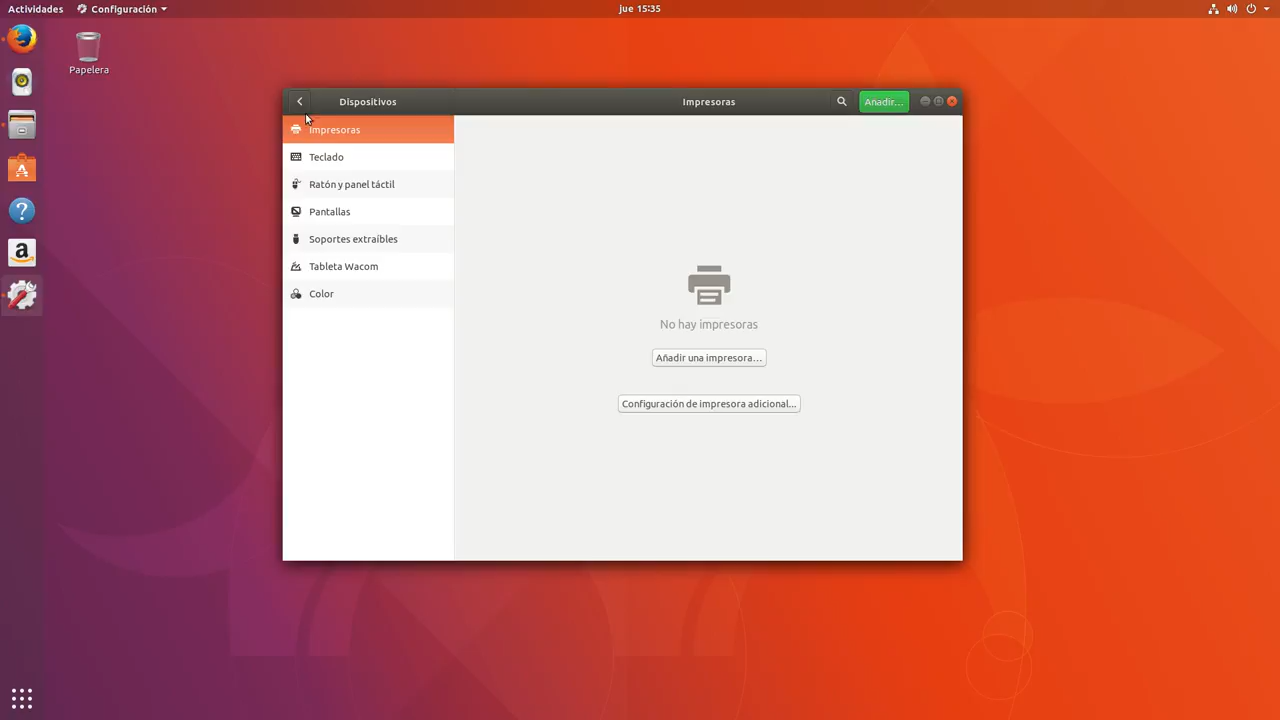 Actividades Configuración jue 15:35
Papelera
Dispositivos Impresoras Añadir...
Impresoras
Teclado
Ratón y panel táctil
Pantallas
Soportes extraíbles
Tableta Wacom
Color
No hay impresoras
Añadir una impresora...
Configuración de impresora adicional...